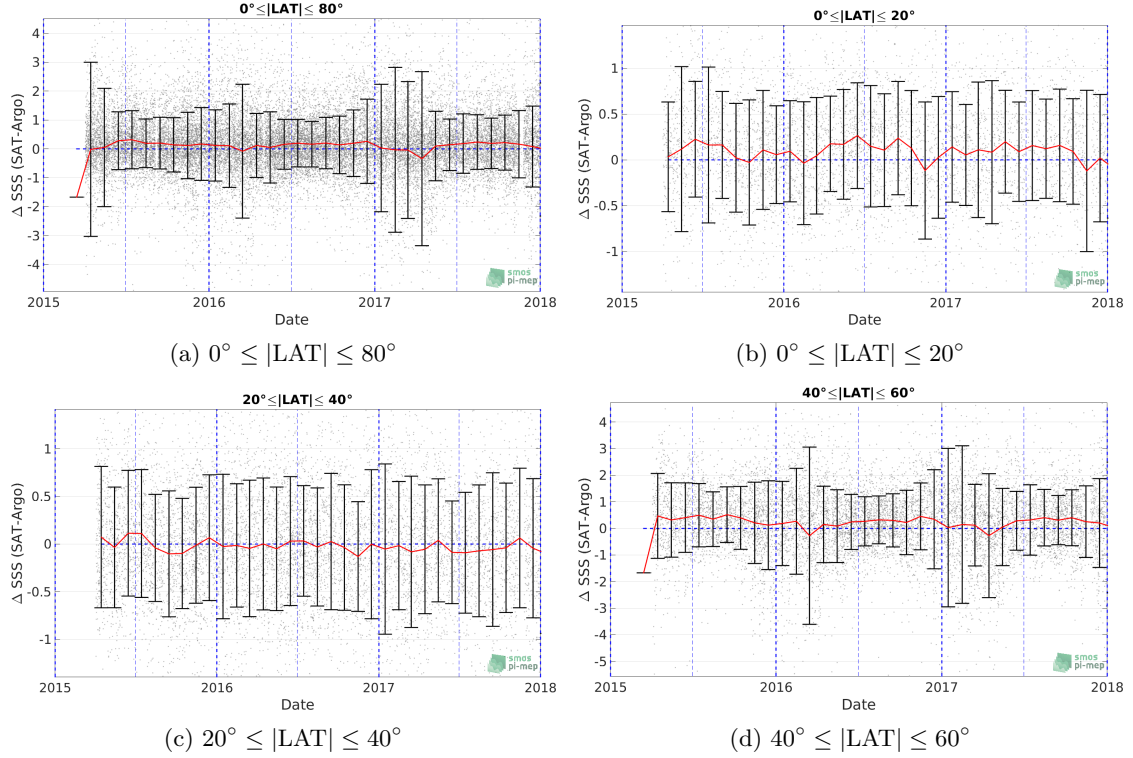 0°≤|LAT|≤ 80°
Δ SSS (SAT-Argo)
4
3
2
1
0
-1
-2
-3
-4
smos
pi-mep
2015
2016
2017
2018
Date
(a) 0° ≤ |LAT| ≤ 80°
0°≤|LAT|≤ 20°
Δ SSS (SAT-Argo)
1
0.5
0
-0.5
-1
smos
pi-mep
2015
2016
2017
2018
Date
(b) 0° ≤ |LAT| ≤ 20°
20°≤|LAT|≤ 40°
Δ SSS (SAT-Argo)
1
0.5
0
-0.5
-1
smos
pi-mep
2015
2016
2017
2018
Date
(c) 20° ≤ |LAT| ≤ 40°
40°≤|LAT|≤ 60°
Δ SSS (SAT-Argo)
4
3
2
1
0
-1
-2
-3
-4
-5
smos
pi-mep
2015
2016
2017
2018
Date
(d) 40° ≤ |LAT| ≤ 60°